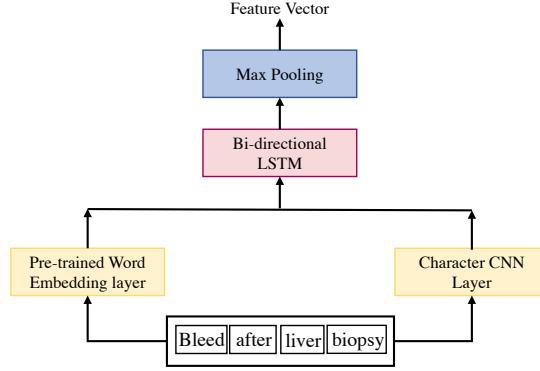 Feature Vector
Max Pooling
Bi-directional
LSTM
Pre-trained Word
Embedding layer
Character CNN
Layer
Bleed after liver biopsy